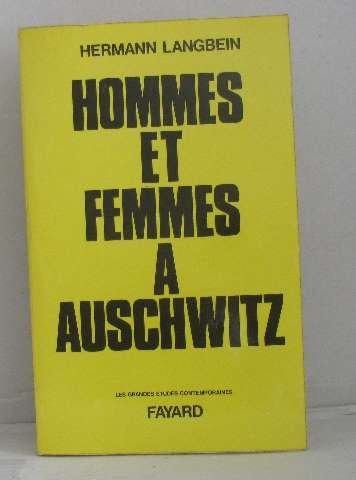 HERMANN LANGBEIN
HOMMES
ET
FEMMES
A
AUSCHWITZ
LES GRANDES ETUDES CONTEMPORAINES
FAYARD